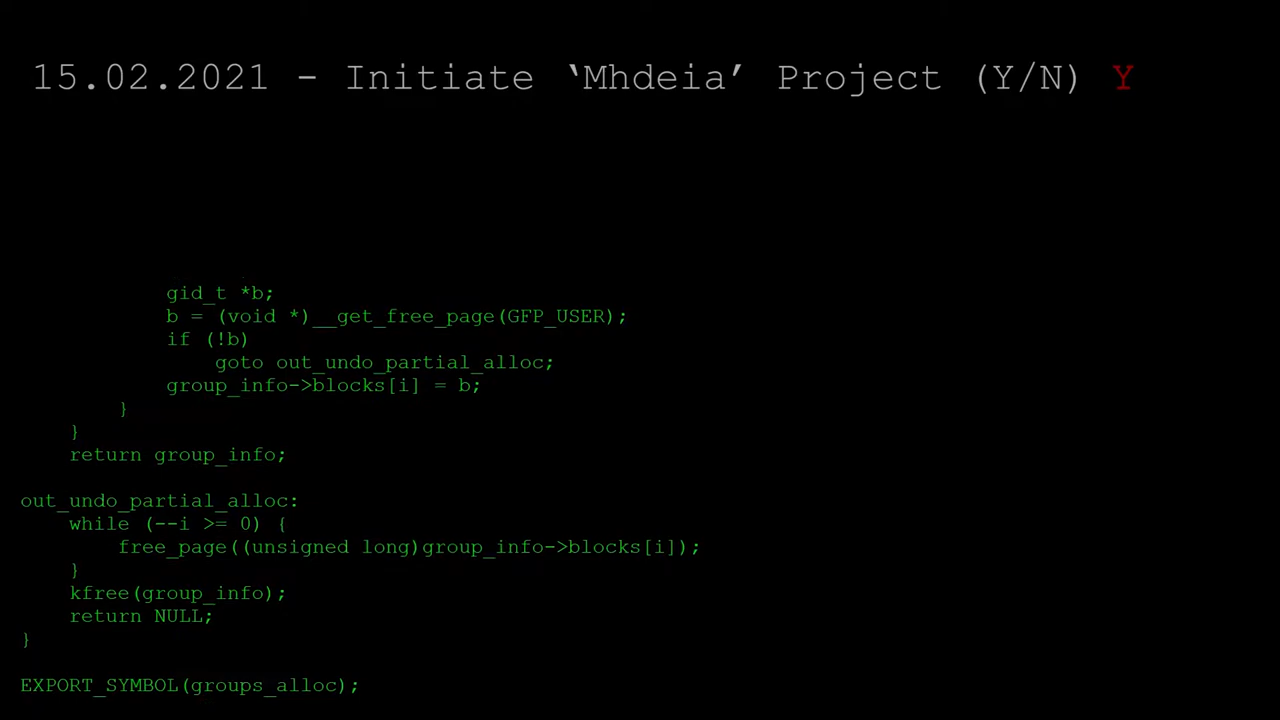 15.02.2021 - Initiate ‘Mhdeia’ Project (Y/N) Y
gid_t *b;
b = (void *)__get_free_page(GFP_USER);
if (!b)
goto out_undo_partial_alloc;
group_info->blocks[i] = b;
}
}
return group_info;
out_undo_partial_alloc:
while (--i >= 0) {
free_page((unsigned long)group_info->blocks[i]);
}
kfree(group_info);
return NULL;
}
EXPORT_SYMBOL(groups_alloc);